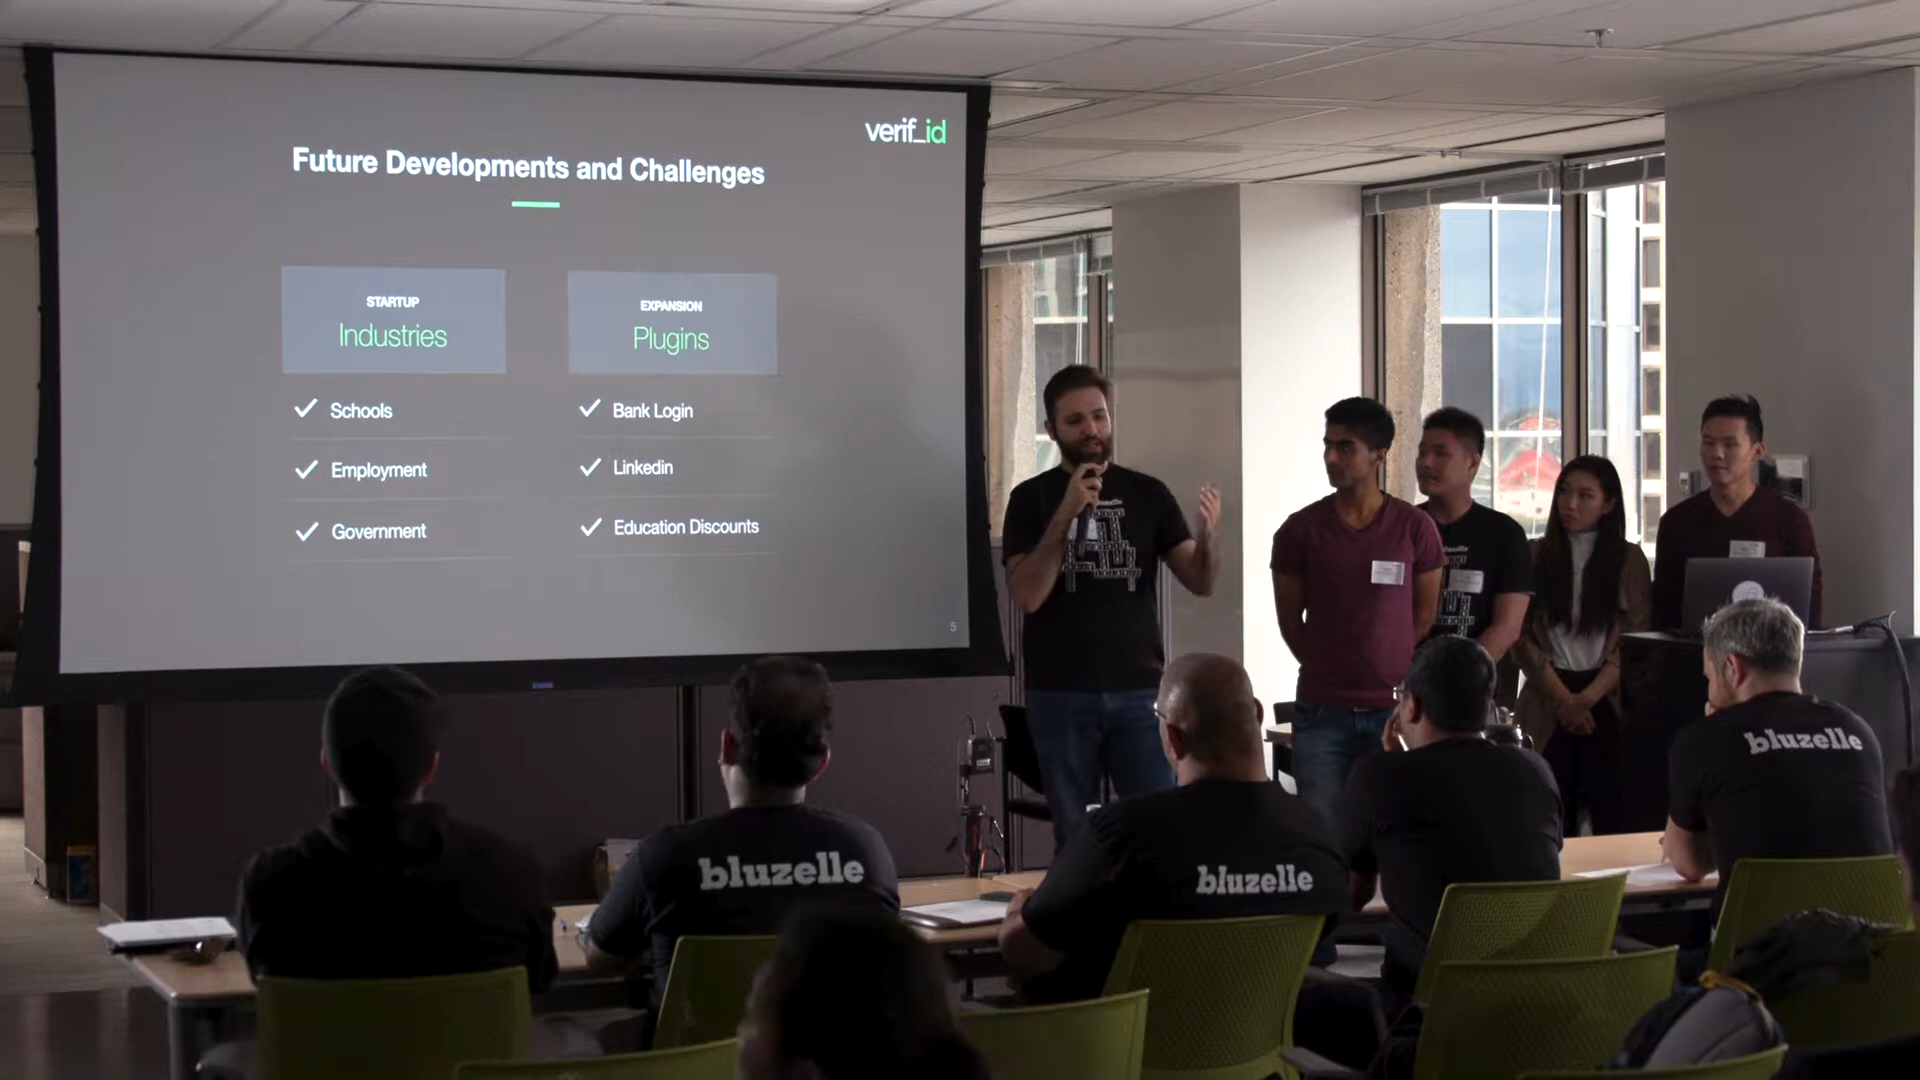 verif_id
Future Developments and Challenges
STARTUP
Industries
EXPANSION
Plugins
Schools
Bank Login
Employment
Linkedin
Government
Education Discounts
5
bluzelle
bluzelle
bluzelle